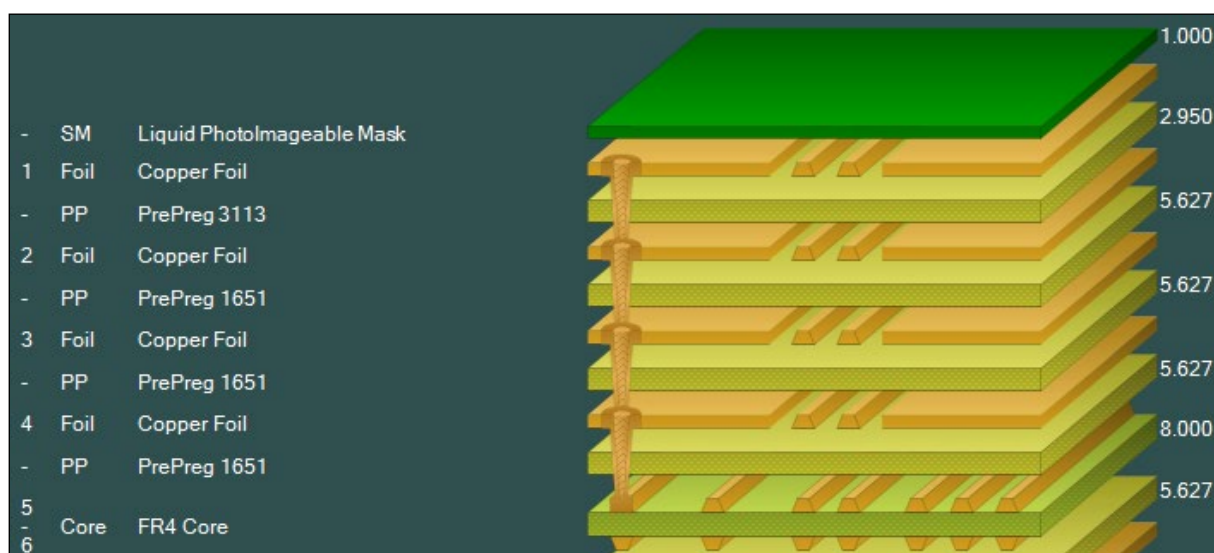 1.000
2.950
- SM Liquid PhotoImageable Mask
1 Foil Copper Foil
5.627
- PP PrePreg 3113
2 Foil Copper Foil
5.627
- PP PrePreg 1651
3 Foil Copper Foil
5.627
- PP PrePreg 1651
4 Foil Copper Foil
8.000
- PP PrePreg 1651
5.627
5
- Core FR4 Core
6